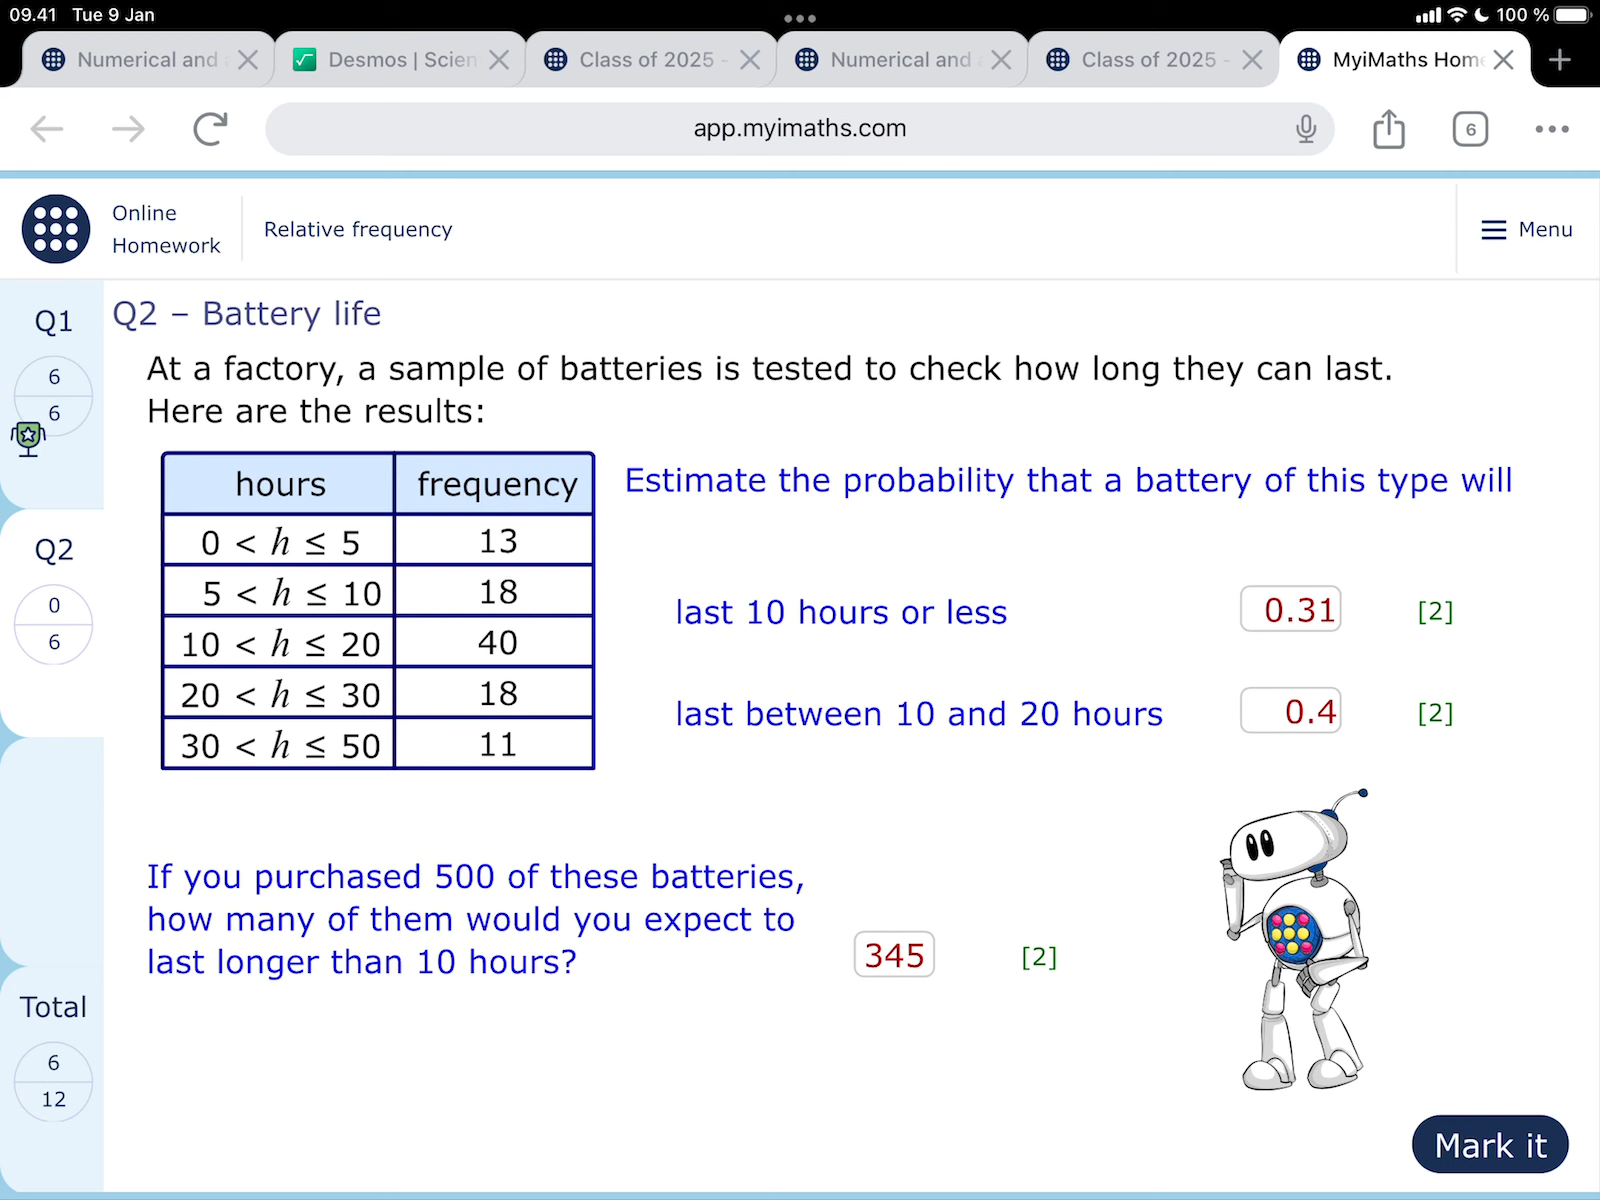 09.41 Tue 9 Jan
100 %
Numerical and
Desmos | Scien
Class of 2025 -
Numerical and
Class of 2025 -
MyiMaths Home
app.myimaths.com
6
Online
Homework
Relative frequency
Menu
Q1
6
6
Q2
0
6
Total
6
12
Q2 – Battery life
At a factory, a sample of batteries is tested to check how long they can last.
Here are the results:
hours frequency
0 < h ≤ 5 13
5 < h ≤ 10 18
10 < h ≤ 20 40
20 < h ≤ 30 18
30 < h ≤ 50 11
Estimate the probability that a battery of this type will
last 10 hours or less 0.31 [2]
last between 10 and 20 hours 0.4 [2]
If you purchased 500 of these batteries,
how many of them would you expect to
last longer than 10 hours? 345 [2]
Mark it